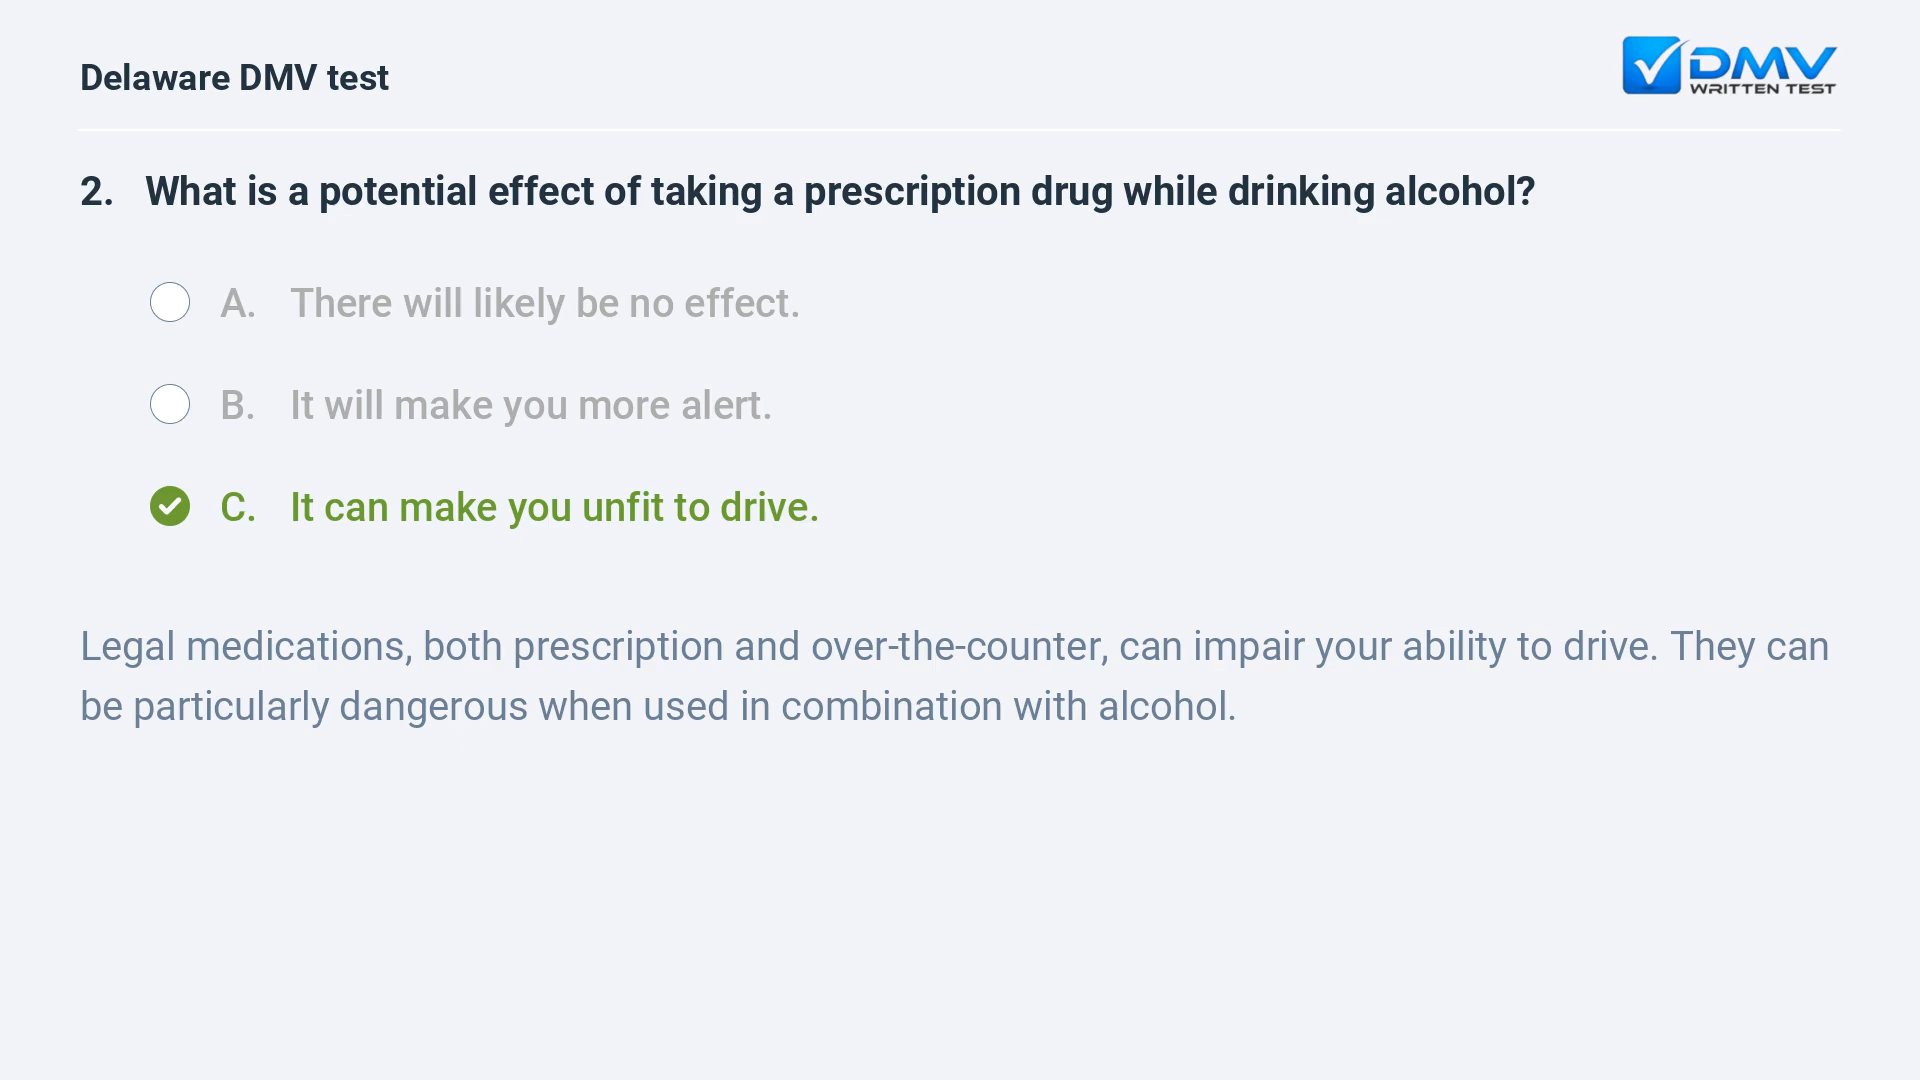 Delaware DMV test
DMV
WRITTEN TEST
2. What is a potential effect of taking a prescription drug while drinking alcohol?
A. There will likely be no effect.
B. It will make you more alert.
C. It can make you unfit to drive.
Legal medications, both prescription and over-the-counter, can impair your ability to drive. They can
be particularly dangerous when used in combination with alcohol.